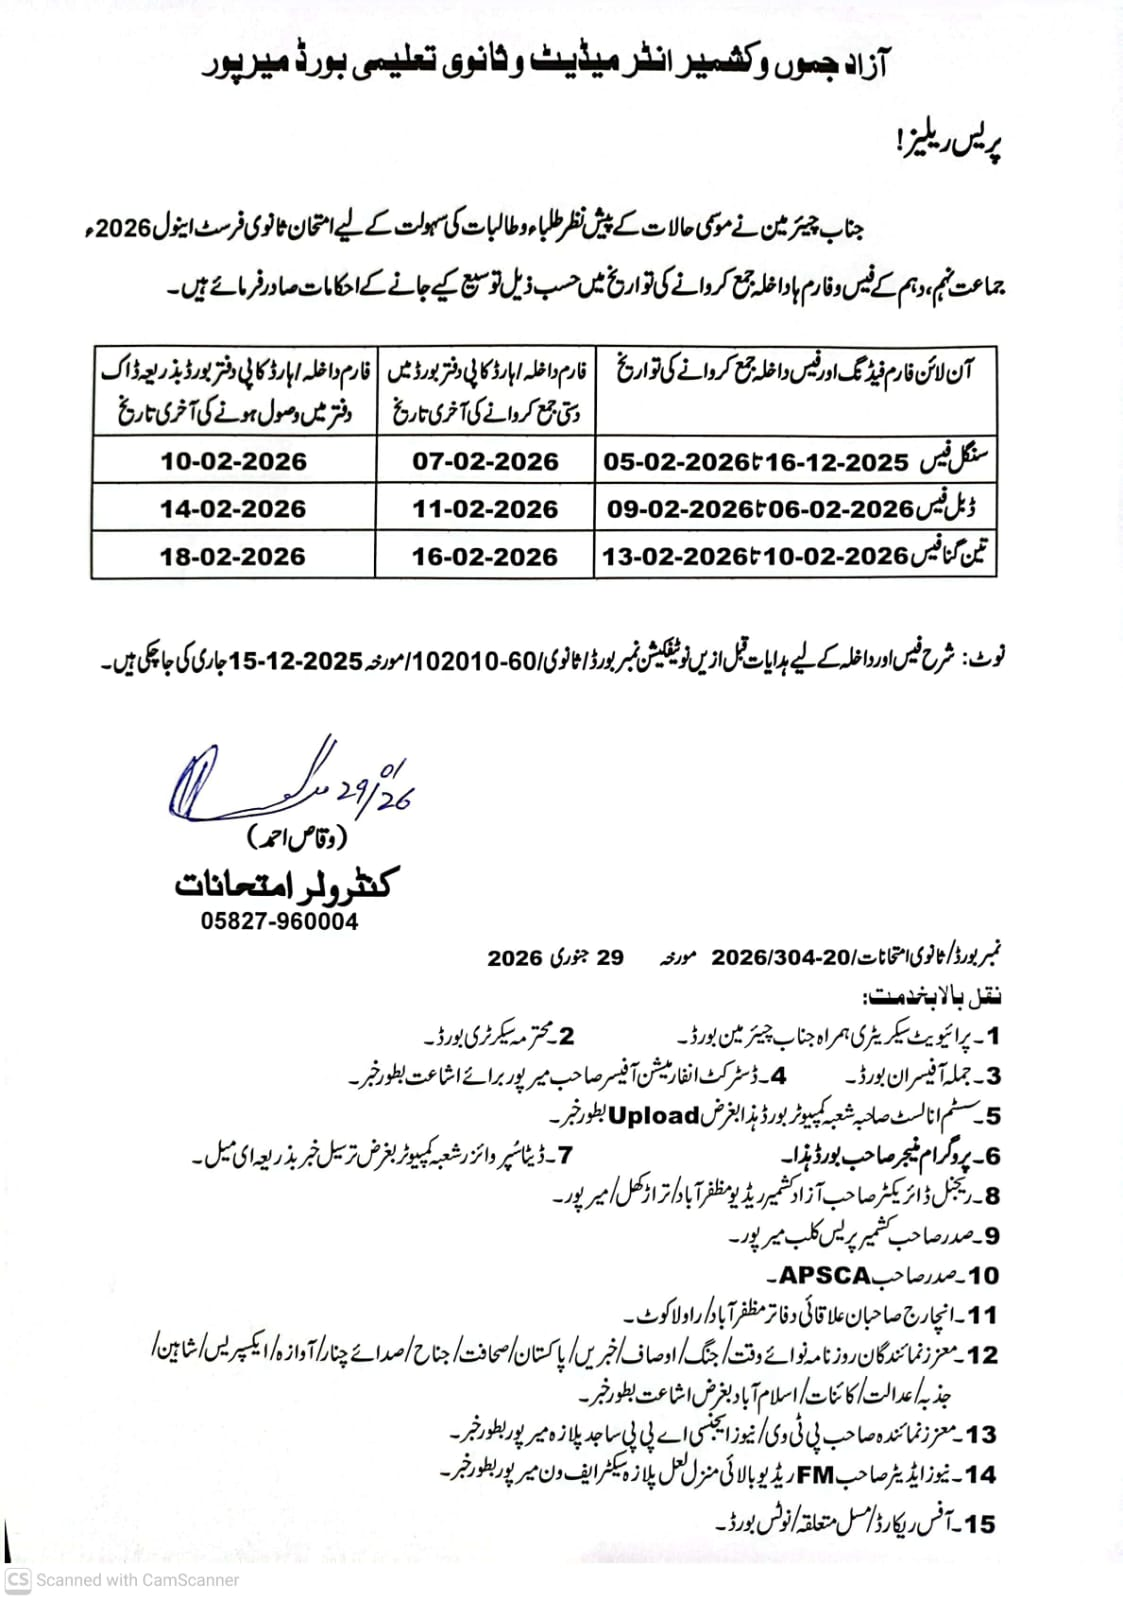 آزاد جموں و کشمیر انٹرمیڈیٹ و ثانوی تعلیمی بورڈ میرپور
پریس ریلیز!
جناب چیئرمین نے موسمی حالات کے پیش نظر طلباء و طالبات کی سہولت کے لیے امتحان ثانوی فرسٹ اینول 2026ء
جماعت نہم، دہم کے فیس و فارم ہا داخلہ جمع کروانے کی تواریخ میں حسب ذیل توسیع کیے جانے کے احکامات صادر فرمائے ہیں۔
آن لائن فارم فیڈنگ اور فیس داخلہ جمع کروانے کی تواریخ
فارم داخلہ/ہارڈ کاپی دفتر بورڈ میں
دستی جمع کروانے کی آخری تاریخ
فارم داخلہ/ہارڈ کاپی دفتر بورڈ بذریعہ ڈاک
دفتر میں وصول ہونے کی آخری تاریخ
سنگل فیس 16-12-2025 تا 05-02-2026 07-02-2026 10-02-2026
ڈبل فیس 06-02-2026 تا 09-02-2026 11-02-2026 14-02-2026
تین گنا فیس 10-02-2026 تا 13-02-2026 16-02-2026 18-02-2026
نوٹ: شرح فیس اور داخلہ کے لیے ہدایات قبل ازیں نوٹیفکیشن نمبر بورڈ/ثانوی/60-102010/مورخہ 15-12-2025 جاری کی جا چکی ہیں۔
29/01/26
(وقاص احمد)
کنٹرولر امتحانات
05827-960004
نمبر بورڈ/ثانوی امتحانات/20-304/2026 مورخہ 29 جنوری 2026
نقل بالا بخدمت:
1۔پرائیویٹ سیکریٹری ہمراہ جناب چیئرمین بورڈ۔ 2۔محترمہ سیکرٹری بورڈ۔
3۔جملہ آفیسران بورڈ۔ 4۔ڈسٹرکٹ انفارمیشن آفیسر صاحب میرپور برائے اشاعت بطور خبر۔
5۔سسٹم انالسٹ صاحبہ شعبہ کمپیوٹر بورڈ ہذا بغرض Upload بطور خبر۔
6۔پروگرام منیجر صاحب بورڈ ہذا۔ 7۔ڈیٹا سُپروائزر شعبہ کمپیوٹر بغرض ترسیل خبر بذریعہ ای میل۔
8۔ریجنل ڈائریکٹر صاحب آزاد کشمیر ریڈیو مظفرآباد/تراڑکھل/میرپور۔
9۔صدر صاحب کشمیر پریس کلب میرپور۔
10۔صدر صاحب APSCA۔
11۔انچارج صاحبان علاقائی دفاتر مظفرآباد/راولاکوٹ۔
12۔معزز نمائندگان روزنامہ نوائے وقت/جنگ/اوصاف/خبریں/پاکستان/صحافت/جناح/صدائے چنار/آوازہ/ایکسپریس/شاہین/
جذبہ/عدالت/کائنات/اسلام آباد بغرض اشاعت بطور خبر۔
13۔معزز نمائندہ صاحب پی ٹی وی/نیوز ایجنسی اے پی پی ساجد پلازہ میرپور بطور خبر۔
14۔نیوز ایڈیٹر صاحب FM ریڈیو بالائی منزل لعل پلازہ سیکٹر ایف ون میرپور بطور خبر۔
15۔آفس ریکارڈ/مسل متعلقہ/نوٹس بورڈ۔
CS Scanned with CamScanner